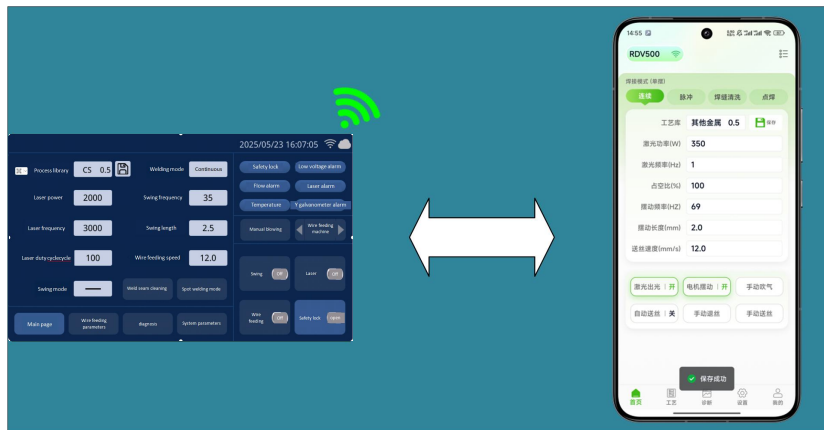 2025/05/23 16:07:05
Process library CS 0.5 Welding mode Continuous
Safety lock Low voltage alarm
Flow alarm Laser alarm
Laser power 2000 Swing frequency 35
Temperature Y galvanometer alarm
Laser frequency 3000 Swing length 2.5
Manual blowing Wire feeding machine
Laser duty cyclecycle 100 Wire feeding speed 12.0
Swing Off Laser Off
Swing mode Weld seam cleaning Spot welding mode
Wire feeding Off Safety lock open
Main page Wire feeding parameters diagnosis System parameters
14:55
RDV500
焊接模式 (单摆)
连续 脉冲 焊缝清洗 点焊
工艺库 其他金属 0.5 保存
激光功率(W) 350
激光频率(Hz) 1
占空比(%) 100
摆动频率(HZ) 69
摆动长度(mm) 2.0
送丝速度(mm/s) 12.0
激光出光 | 开 电机摆动 | 开 手动吹气
自动送丝 | 关 手动退丝 手动送丝
保存成功
首页 工艺 诊断 设置 我的